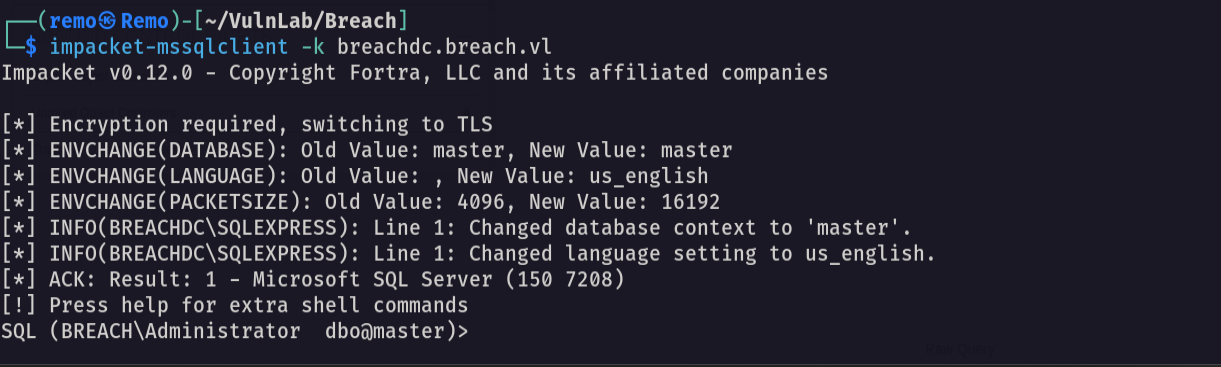 ┌──(remo㉿Remo)-[~/VulnLab/Breach]
└─$ impacket-mssqlclient -k breachdc.breach.vl
Impacket v0.12.0 - Copyright Fortra, LLC and its affiliated companies
[*] Encryption required, switching to TLS
[*] ENVCHANGE(DATABASE): Old Value: master, New Value: master
[*] ENVCHANGE(LANGUAGE): Old Value: , New Value: us_english
[*] ENVCHANGE(PACKETSIZE): Old Value: 4096, New Value: 16192
[*] INFO(BREACHDC\SQLEXPRESS): Line 1: Changed database context to 'master'.
[*] INFO(BREACHDC\SQLEXPRESS): Line 1: Changed language setting to us_english.
[*] ACK: Result: 1 - Microsoft SQL Server (150 7208)
[!] Press help for extra shell commands
SQL (BREACH\Administrator  dbo@master)>